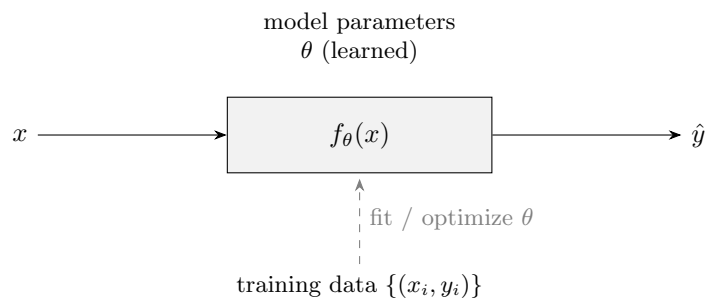 model parameters
θ (learned)
x
f_θ(x)
ŷ
fit / optimize θ
training data {(x_i, y_i)}